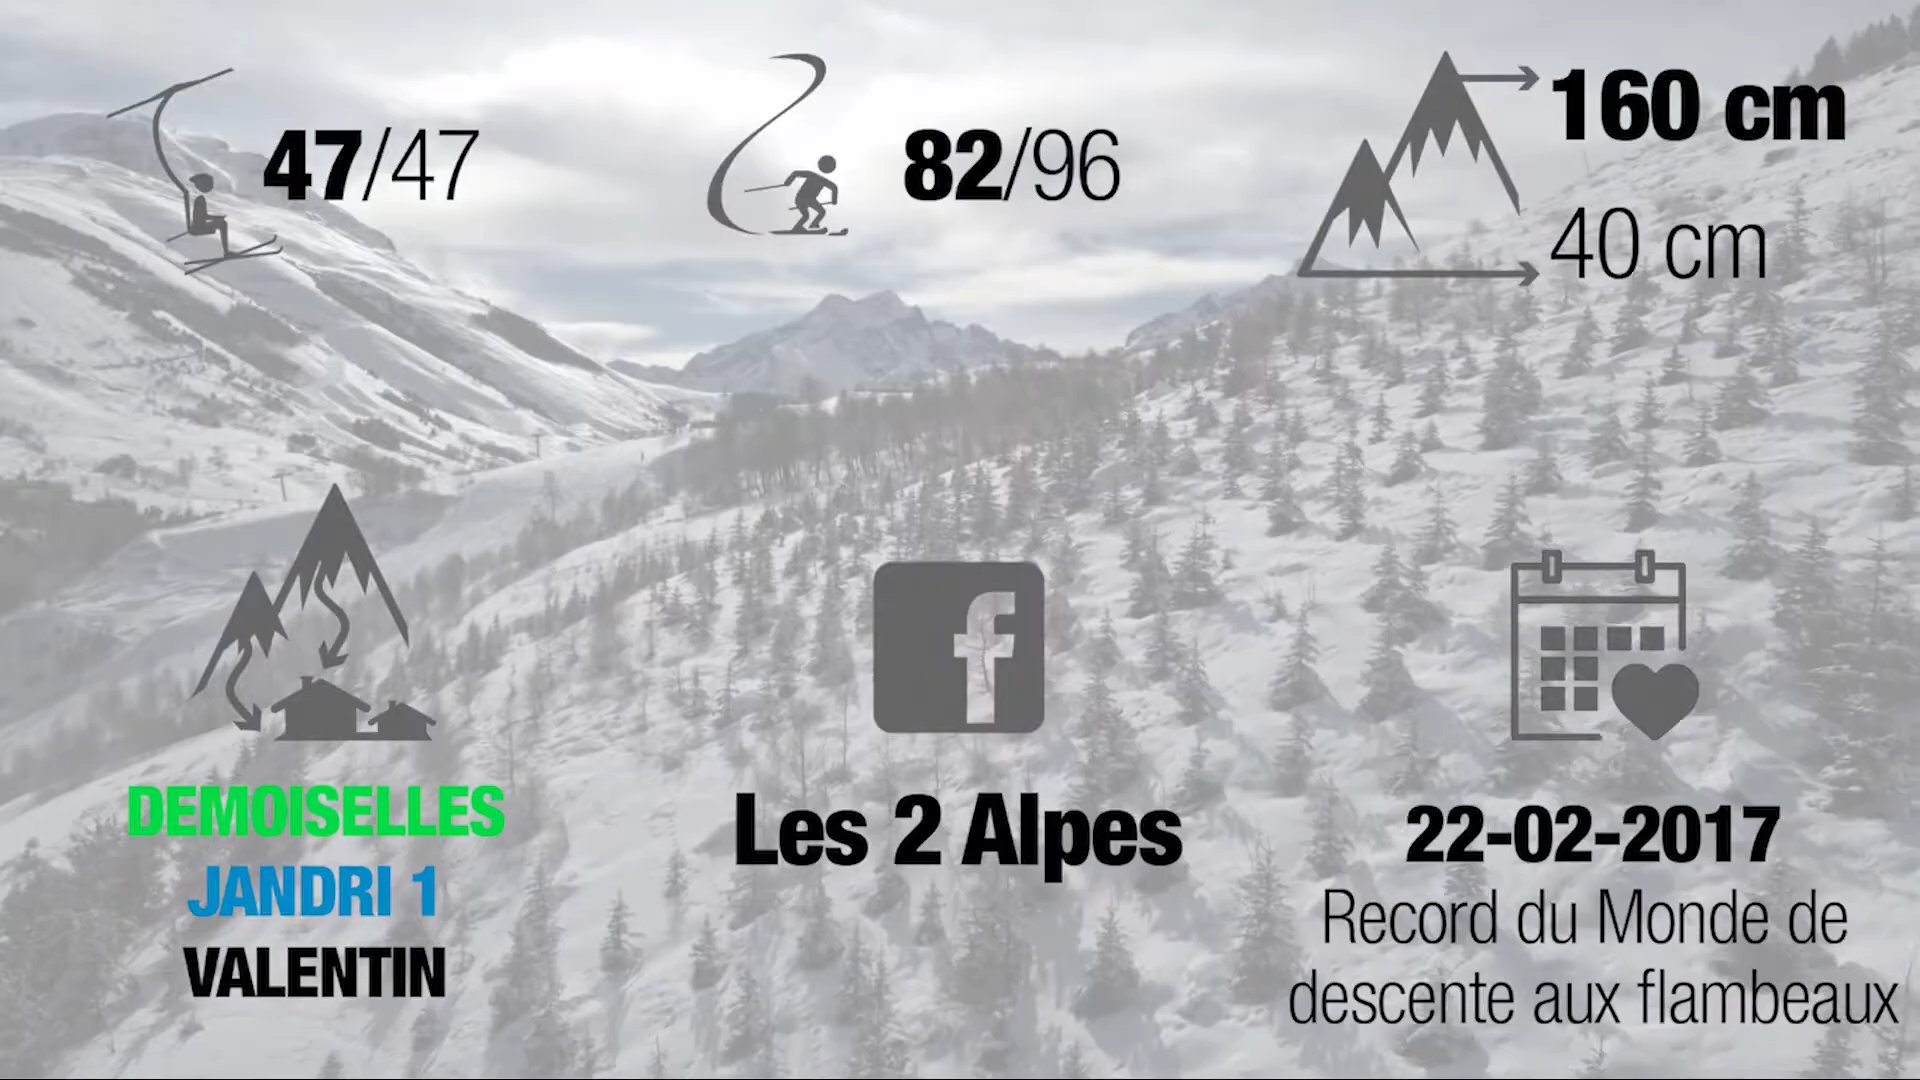 47/47
82/96
160 cm
40 cm
DEMOISELLES
JANDRI 1
VALENTIN
Les 2 Alpes
22-02-2017
Record du Monde de
descente aux flambeaux